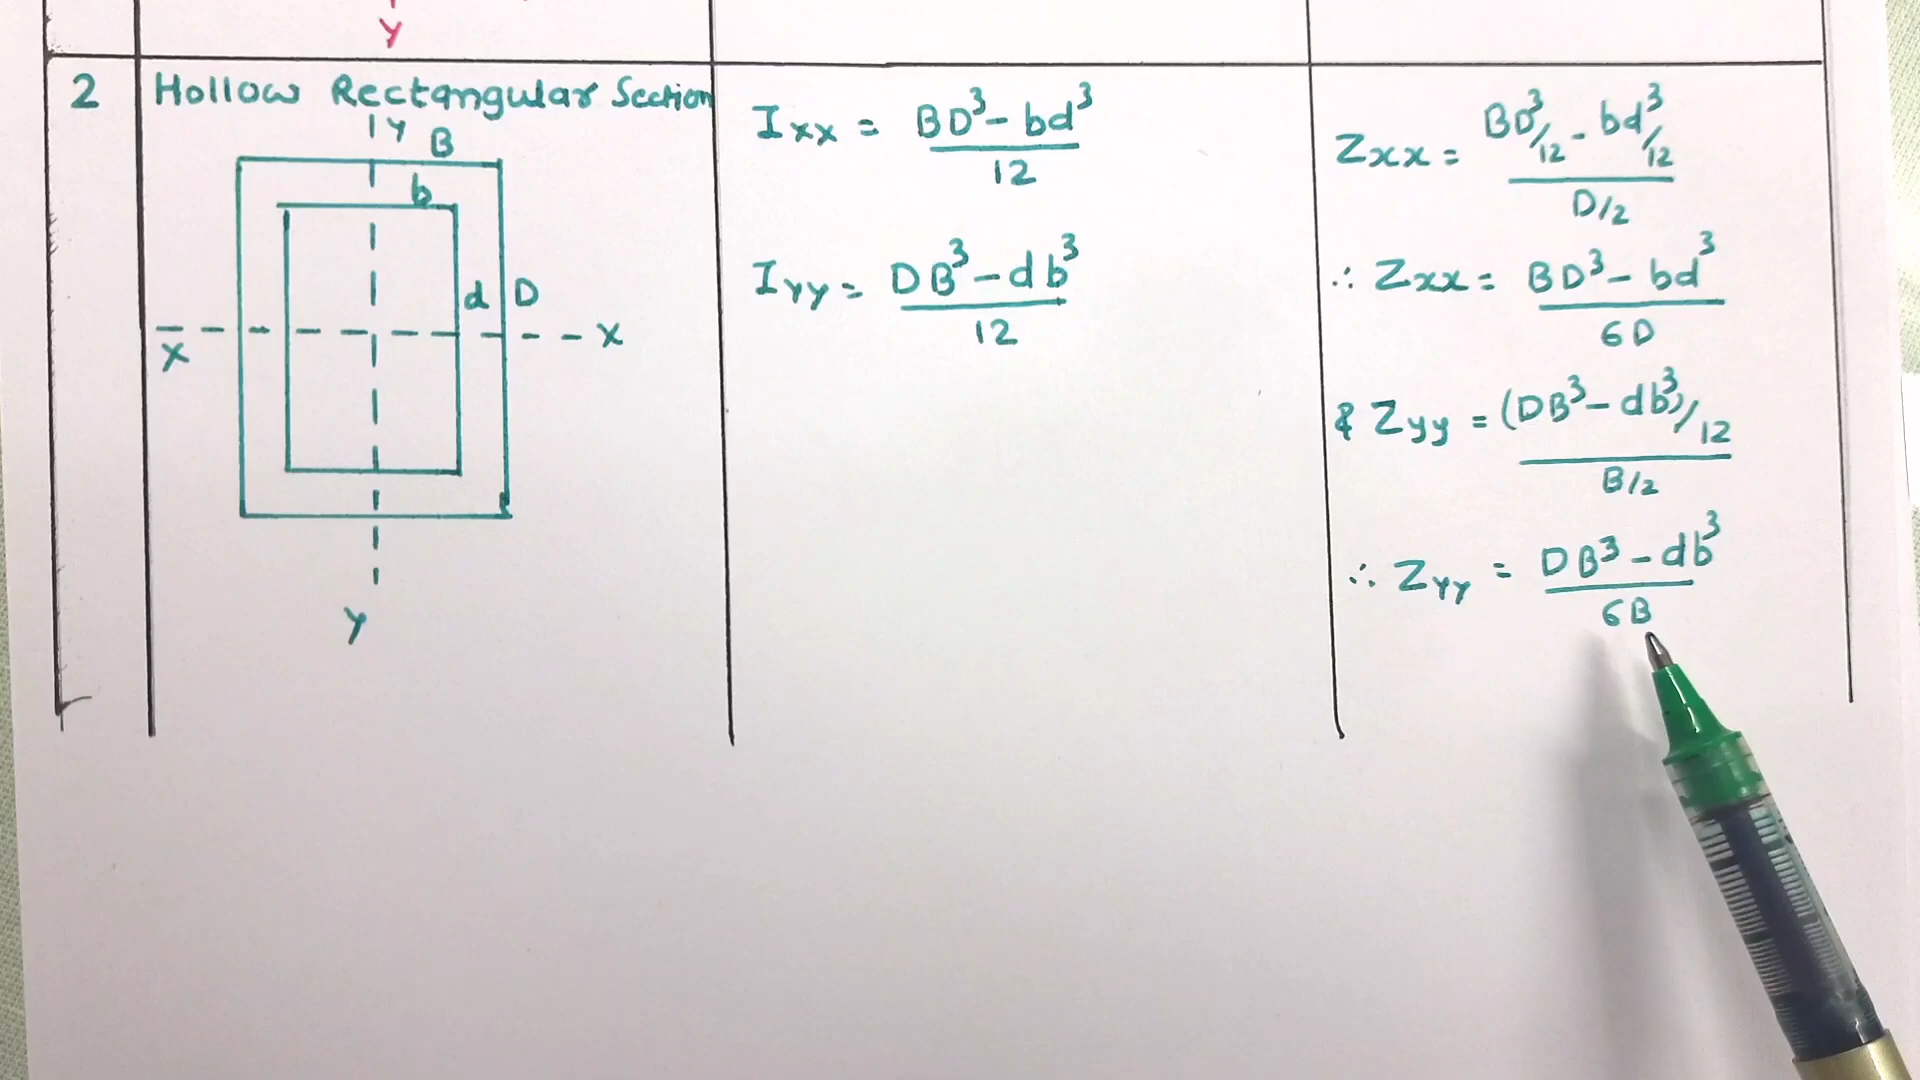 Y
2 Hollow Rectangular Section
Y
B
b
d D
X X
Y
Ixx = BD³ - bd³
12
IYY = DB³ - db³
12
Zxx = BD³/12 - bd³/12
D/2
∴ Zxx = BD³ - bd³
6D
& Zyy = (DB³ - db³)/12
B/2
∴ ZYY = DB³ - db³
6B